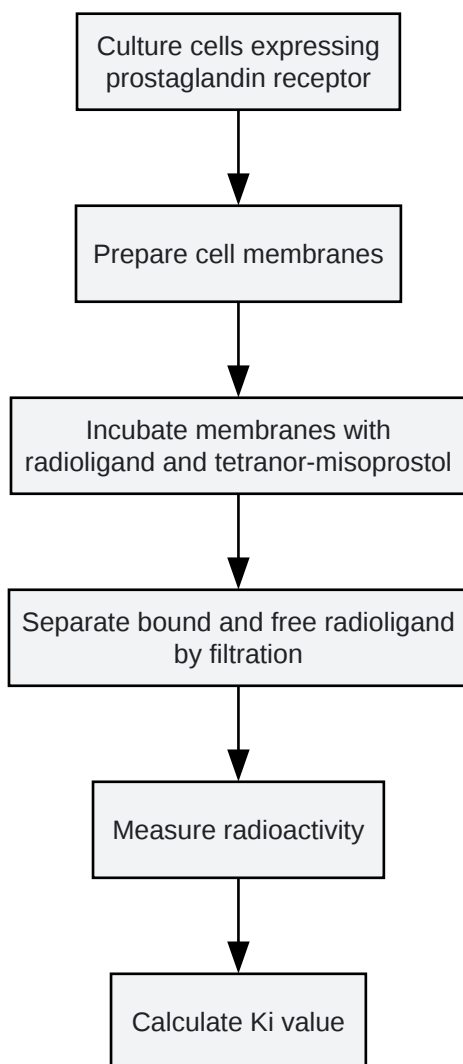 Culture cells expressing
prostaglandin receptor
Prepare cell membranes
Incubate membranes with
radioligand and tetranor-misoprostol
Separate bound and free radioligand
by filtration
Measure radioactivity
Calculate Ki value